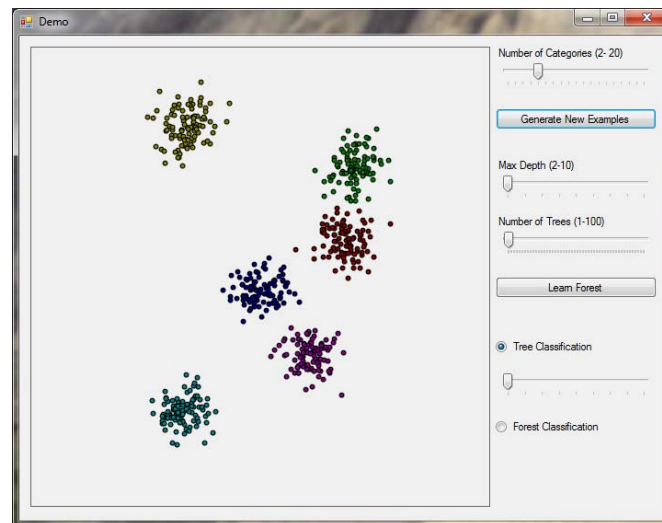 Demo
Number of Categories (2- 20)
Generate New Examples
Max Depth (2-10)
Number of Trees (1-100)
Learn Forest
Tree Classification
Forest Classification